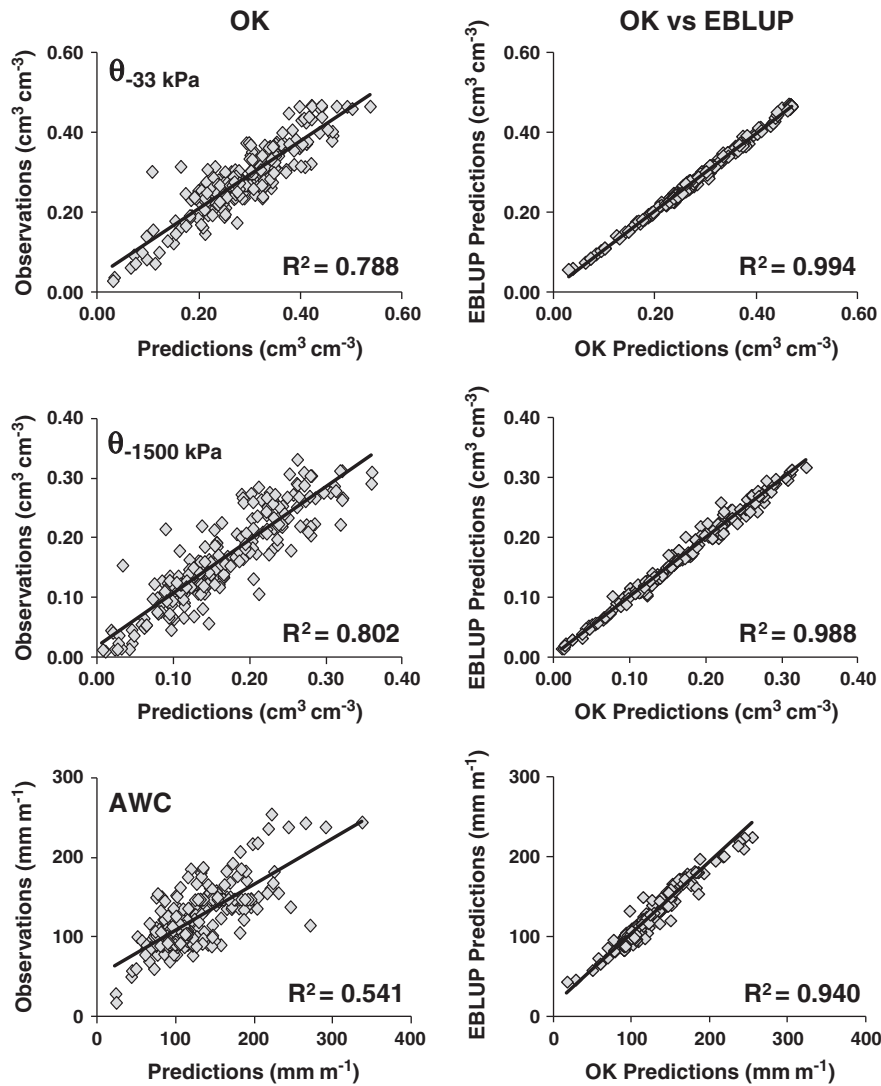 OK
OK vs EBLUP
Observations (cm³ cm⁻³)
0.60
0.40
0.20
0.00
θ-33 kPa
R² = 0.788
0.00 0.20 0.40 0.60
Predictions (cm³ cm⁻³)
EBLUP Predictions (cm³ cm⁻³)
0.60
0.40
0.20
0.00
R² = 0.994
0.00 0.20 0.40 0.60
OK Predictions (cm³ cm⁻³)
Observations (cm³ cm⁻³)
0.40
0.30
0.20
0.10
0.00
θ-1500 kPa
R² = 0.802
0.00 0.10 0.20 0.30 0.40
Predictions (cm³ cm⁻³)
EBLUP Predictions (cm³ cm⁻³)
0.40
0.30
0.20
0.10
0.00
R² = 0.988
0.00 0.10 0.20 0.30 0.40
OK Predictions (cm³ cm⁻³)
Observations (mm m⁻¹)
300
200
100
0
AWC
R² = 0.541
0 100 200 300 400
Predictions (mm m⁻¹)
EBLUP Predictions (mm m⁻¹)
300
200
100
0
R² = 0.940
0 100 200 300 400
OK Predictions (mm m⁻¹)